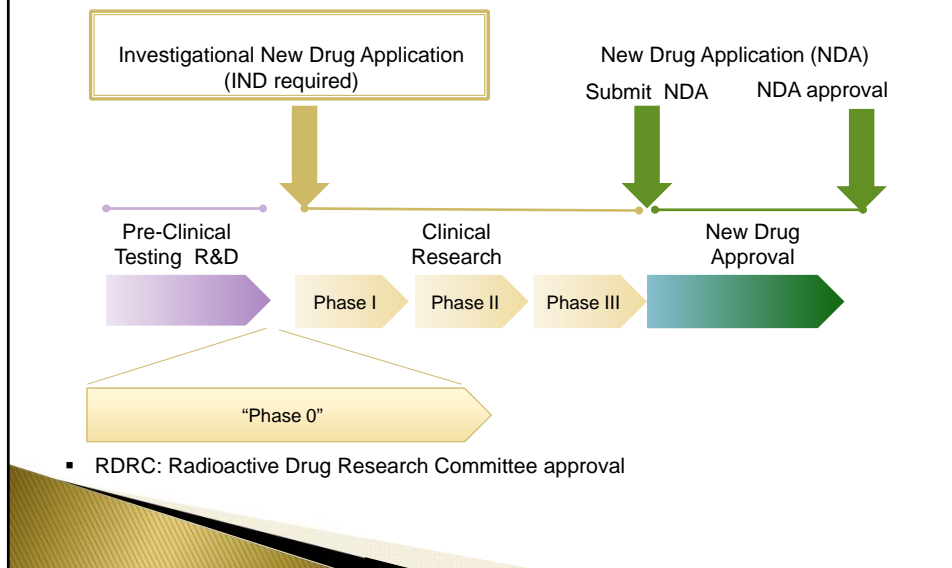 Investigational New Drug Application
(IND required)
New Drug Application (NDA)
Submit NDA
NDA approval
Pre-Clinical
Testing R&D
Clinical
Research
New Drug
Approval
Phase I
Phase II
Phase III
“Phase 0”
▪ RDRC: Radioactive Drug Research Committee approval